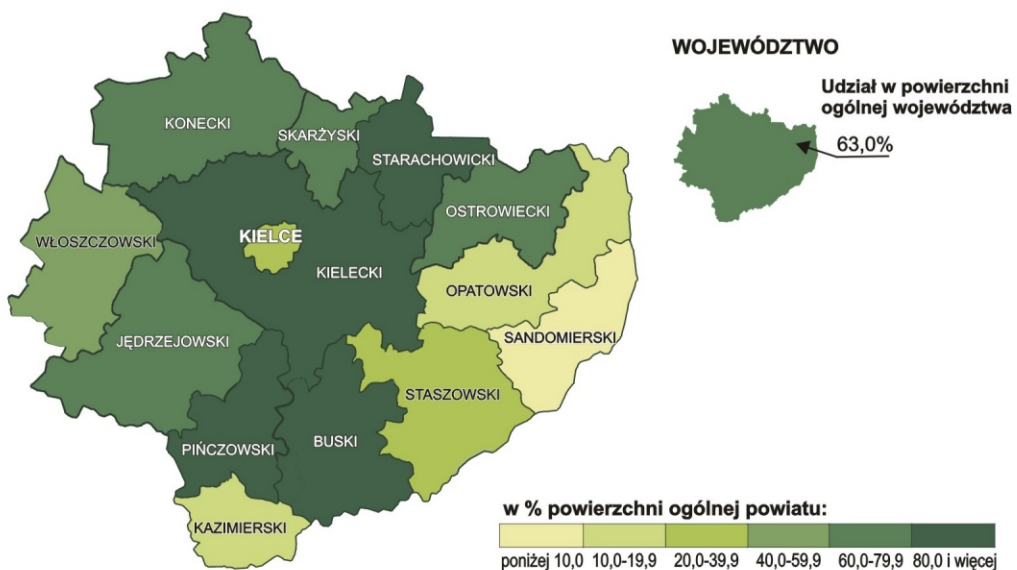 WOJEWÓDZTWO
Udział w powierzchni
ogólnej województwa
63,0%
KONECKI
SKARŻYSKI
STARACHOWICKI
OSTROWIECKI
WŁOSZCZOWSKI
KIELCE
KIELECKI
OPATOWSKI
SANDOMIERSKI
JĘDRZEJOWSKI
STASZOWSKI
PIŃCZOWSKI
BUSKI
KAZIMIERSKI
w % powierzchni ogólnej powiatu:
poniżej 10,0 10,0-19,9 20,0-39,9 40,0-59,9 60,0-79,9 80,0 i więcej